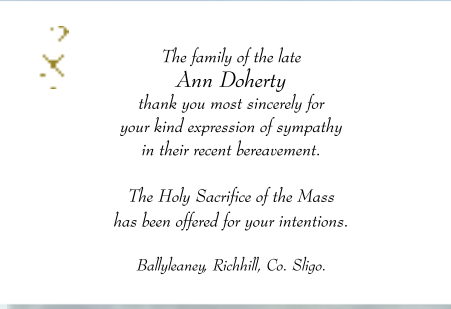 The family of the late
Ann Doherty
thank you most sincerely for
your kind expression of sympathy
in their recent bereavement.
The Holy Sacrifice of the Mass
has been offered for your intentions.
Ballyleaney, Richhill, Co. Sligo.